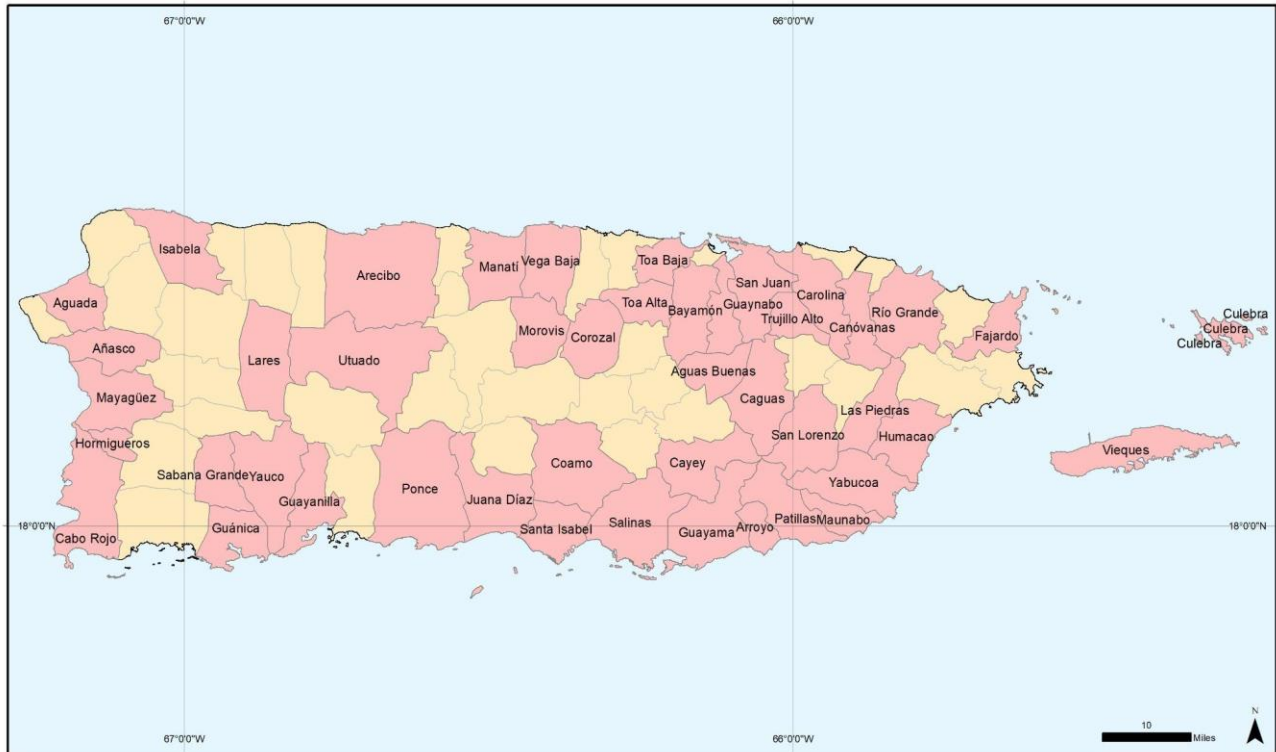 67°0'0"W
66°0'0"W
Isabela
Arecibo
Manatí
Vega Baja
Toa Baja
San Juan
Carolina
Aguada
Toa Alta
Bayamón
Guaynabo
Trujillo Alto
Canóvanas
Río Grande
Fajardo
Culebra
Culebra
Culebra
Añasco
Lares
Utuado
Morovis
Corozal
Aguas Buenas
Mayagüez
Caguas
Las Piedras
Hormigueros
San Lorenzo
Humacao
Vieques
Sabana Grande
Yauco
Guayanilla
Ponce
Juana Díaz
Coamo
Cayey
Yabucoa
18°0'0"N
Cabo Rojo
Guánica
Santa Isabel
Salinas
Guayama
Arroyo
Patillas
Maunabo
18°0'0"N
67°0'0"W
66°0'0"W
10
Miles
N